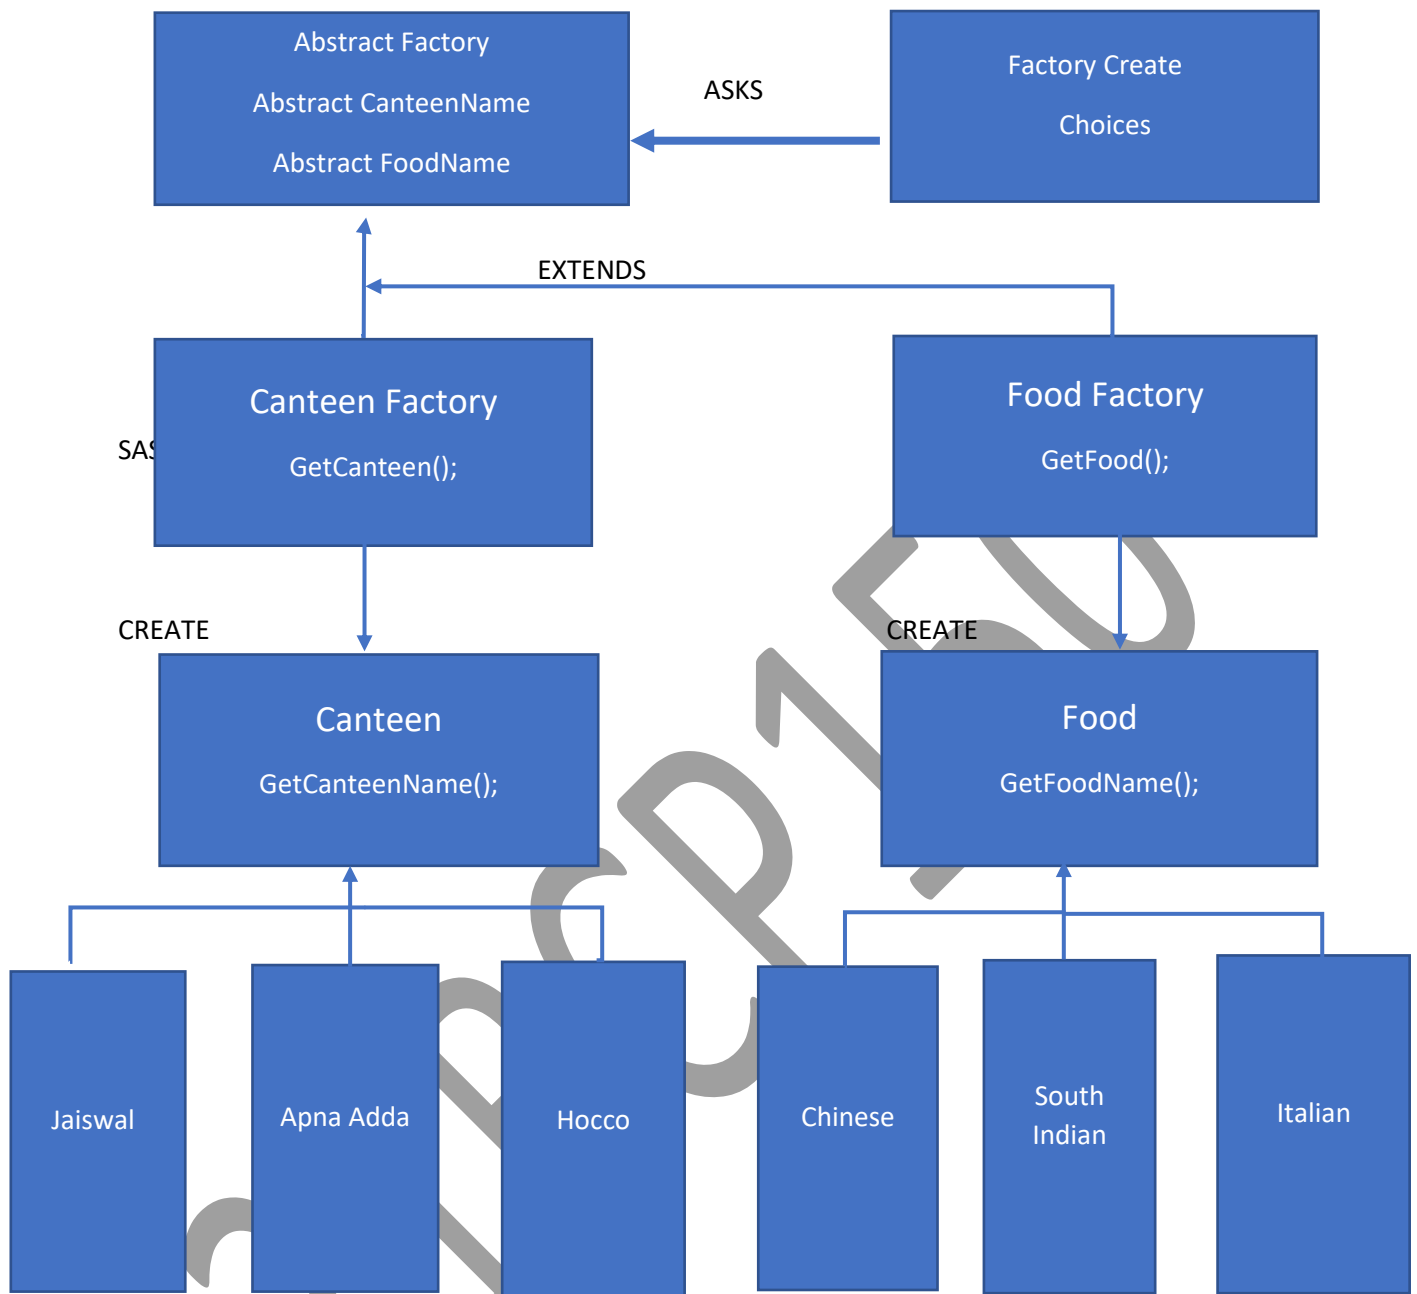 Abstract Factory
Abstract CanteenName
Abstract FoodName
ASKS
Factory Create
Choices
EXTENDS
Canteen Factory
GetCanteen();
Food Factory
GetFood();
CREATE
CREATE
Canteen
GetCanteenName();
Food
GetFoodName();
Jaiswal
Apna Adda
Hocco
Chinese
South
Indian
Italian